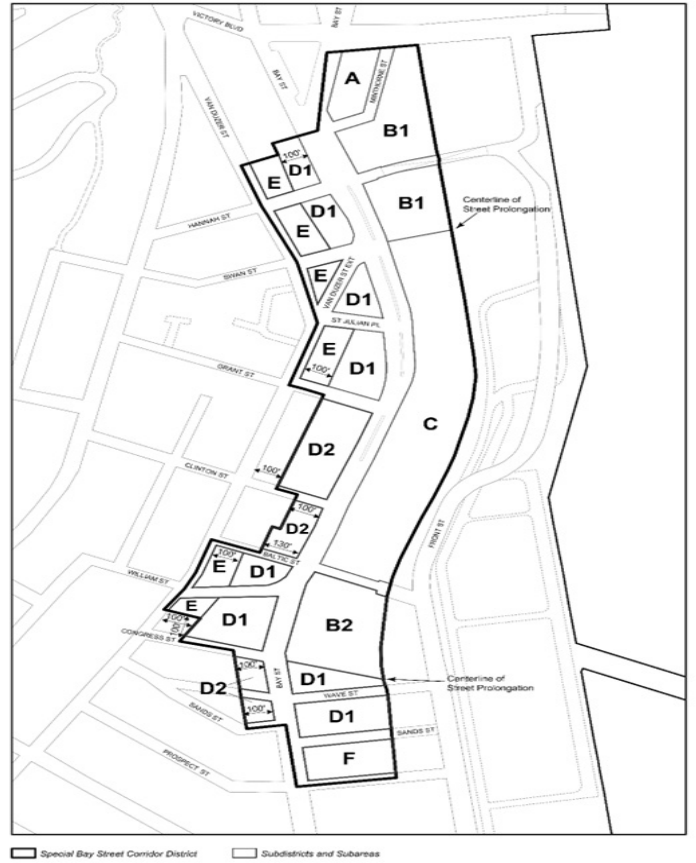 VICTORY BLVD
BAY ST
BAY ST
VAN DUZER ST
A
MINTHORNE ST
B1
100'
D1
E
B1
Centerline of
Street Prolongation
HANNAH ST
D1
E
SWAN ST
E
VAN DUZER ST EXT
D1
ST JULIAN PL
E
100'
D1
GRANT ST
C
D2
100'
CLINTON ST
100'
D2
130'
BALTIC ST
FRONT ST
100'
E
D1
WILLIAM ST
E
100'
100'
D1
CONGRESS ST
B2
100'
D2
BAY ST
D1
Centerline of
Street Prolongation
WAVE ST
100'
SANDS ST
D1
SANDS ST
PROSPECT ST
F
Special Bay Street Corridor District
Subdistricts and Subareas